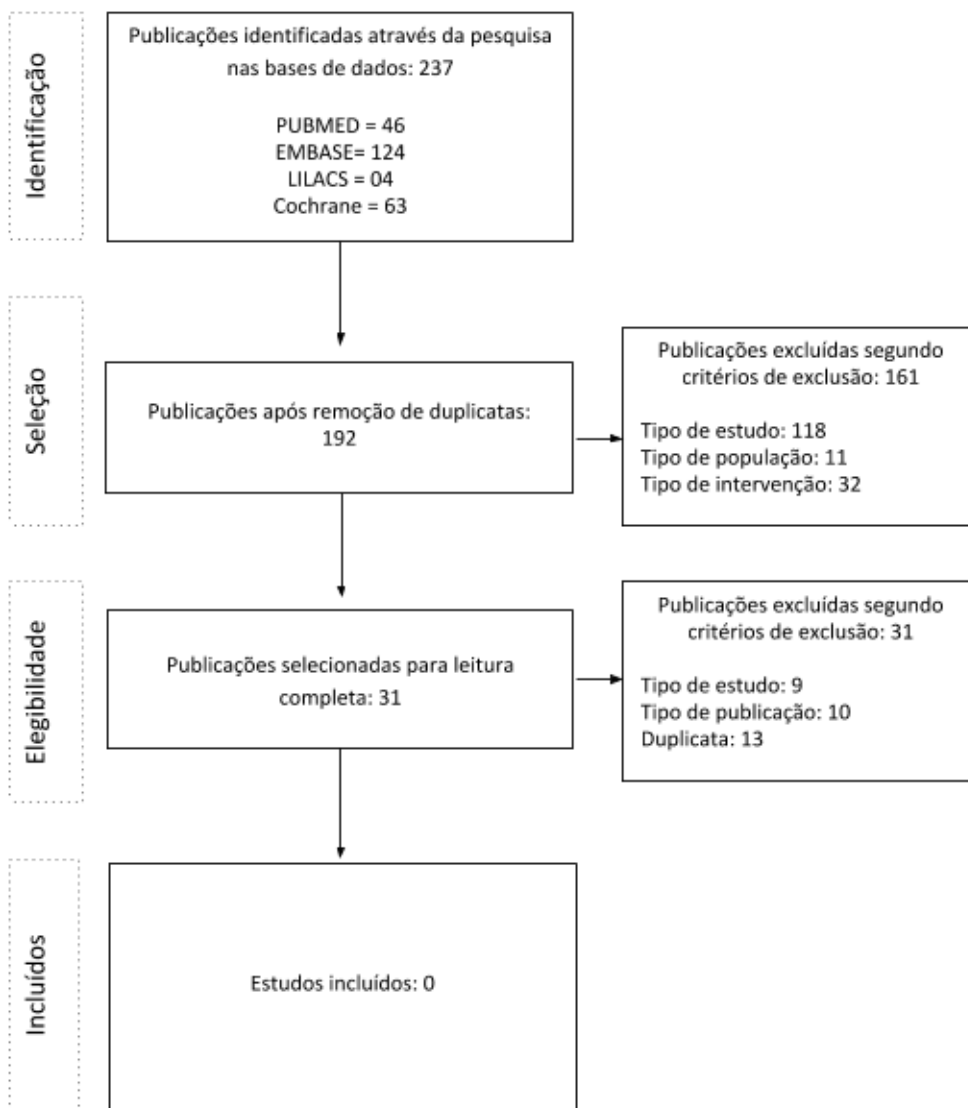 Identificação
Publicações identificadas através da pesquisa
nas bases de dados: 237
PUBMED = 46
EMBASE= 124
LILACS = 04
Cochrane = 63
Seleção
Publicações após remoção de duplicatas:
192
Publicações excluídas segundo
critérios de exclusão: 161
Tipo de estudo: 118
Tipo de população: 11
Tipo de intervenção: 32
Elegibilidade
Publicações selecionadas para leitura
completa: 31
Publicações excluídas segundo
critérios de exclusão: 31
Tipo de estudo: 9
Tipo de publicação: 10
Duplicata: 13
Incluídos
Estudos incluídos: 0